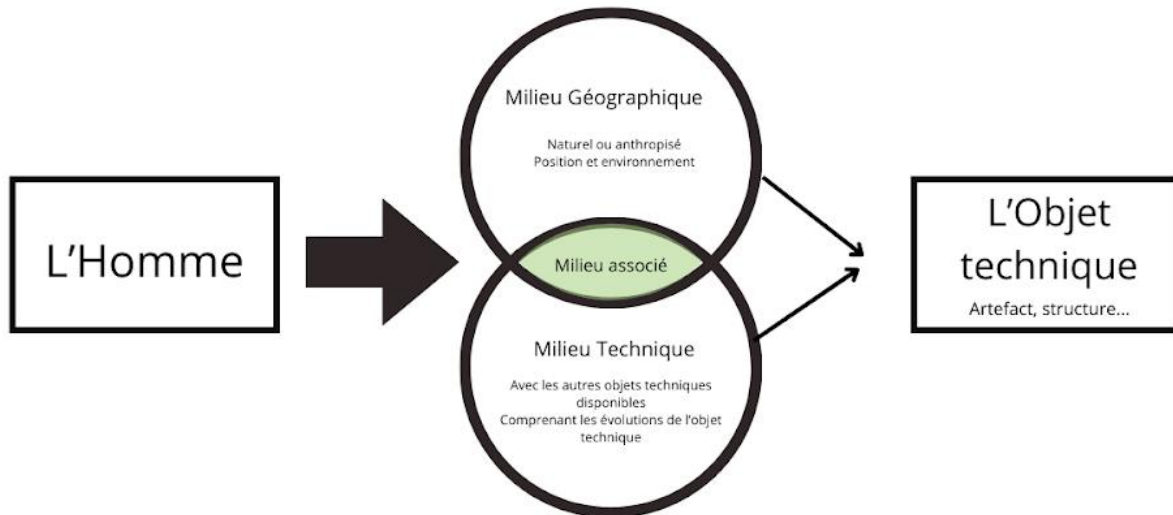 L'Homme
Milieu Géographique
Naturel ou anthropisé
Position et environnement
Milieu associé
Milieu Technique
Avec les autres objets techniques
disponibles
Comprenant les évolutions de l'objet
technique
L'Objet
technique
Artefact, structure...